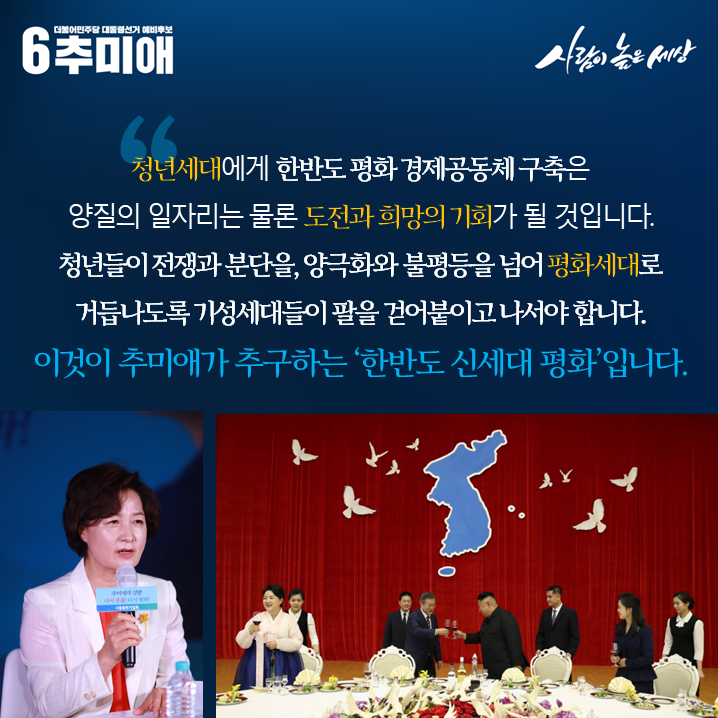 더불어민주당 대통령선거 예비후보
6추미애
사람이 높은 세상
청년세대에게 한반도 평화 경제공동체 구축은
양질의 일자리는 물론 도전과 희망의 기회가 될 것입니다.
청년들이 전쟁과 분단을, 양극화와 불평등을 넘어 평화세대로
거듭나도록 기성세대들이 팔을 걷어붙이고 나서야 합니다.
이것이 추미애가 추구하는 ‘한반도 신세대 평화’입니다.
추미애의 깃발